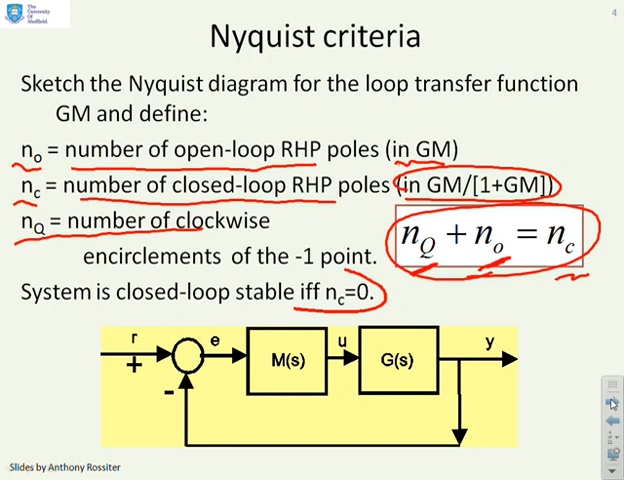 The
University
Of
Sheffield.
4
Nyquist criteria
Sketch the Nyquist diagram for the loop transfer function
GM and define:
no = number of open-loop RHP poles (in GM)
nc = number of closed-loop RHP poles (in GM/[1+GM])
nQ = number of clockwise
encirclements of the -1 point.
nQ + no = nc
System is closed-loop stable iff nc=0.
r
e
M(s)
u
G(s)
y
+
-
Slides by Anthony Rossiter